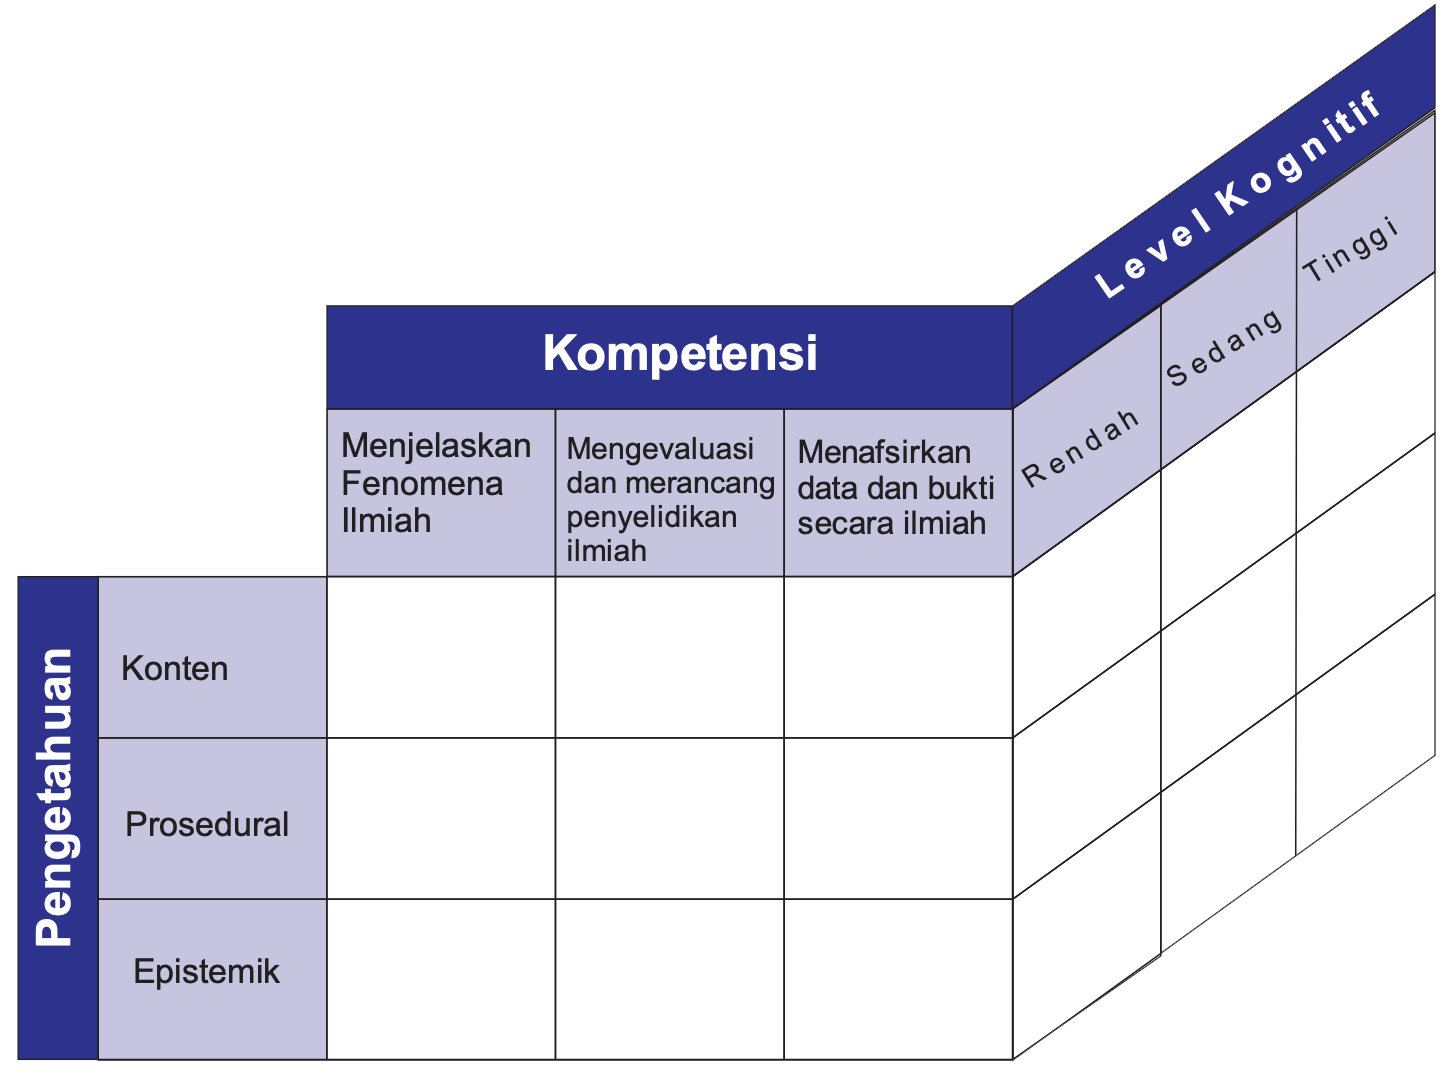 Level Kognitif
Rendah
Sedang
Tinggi
Kompetensi
Menjelaskan
Fenomena
Ilmiah
Mengevaluasi
dan merancang
penyelidikan
ilmiah
Menafsirkan
data dan bukti
secara ilmiah
Pengetahuan
Konten
Prosedural
Epistemik